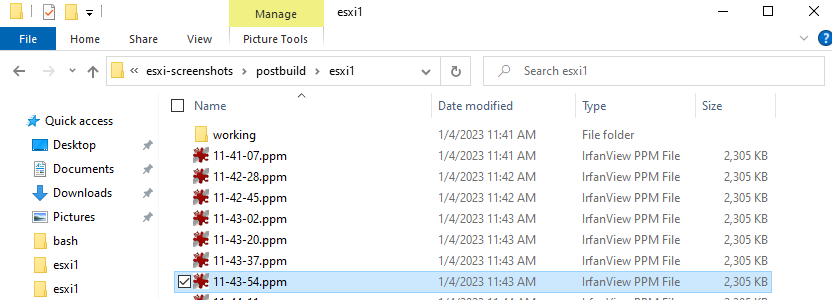 Manage esxi1
File Home Share View Picture Tools
esxi-screenshots postbuild esxi1 Search esxi1
Name Date modified Type Size
Quick access working 1/4/2023 11:41 AM File folder
Desktop 11-41-07.ppm 1/4/2023 11:41 AM IrfanView PPM File 2,305 KB
Documents 11-42-28.ppm 1/4/2023 11:42 AM IrfanView PPM File 2,305 KB
Downloads 11-42-45.ppm 1/4/2023 11:42 AM IrfanView PPM File 2,305 KB
Pictures 11-43-02.ppm 1/4/2023 11:43 AM IrfanView PPM File 2,305 KB
bash 11-43-20.ppm 1/4/2023 11:43 AM IrfanView PPM File 2,305 KB
esxi1 11-43-37.ppm 1/4/2023 11:43 AM IrfanView PPM File 2,305 KB
esxi1 11-43-54.ppm 1/4/2023 11:43 AM IrfanView PPM File 2,305 KB